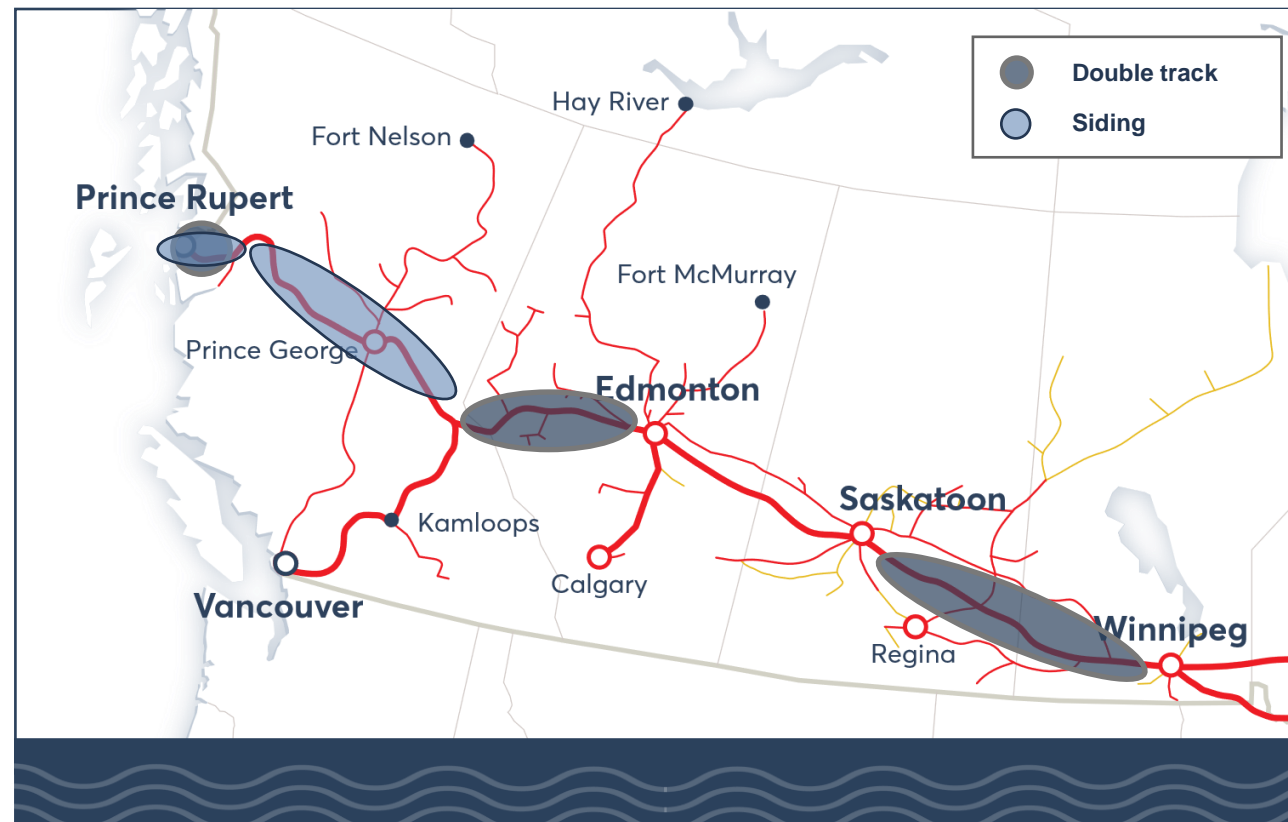 Double track
Siding
Hay River
Fort Nelson
Prince Rupert
Fort McMurray
Prince George
Edmonton
Saskatoon
Kamloops
Calgary
Vancouver
Winnipeg
Regina